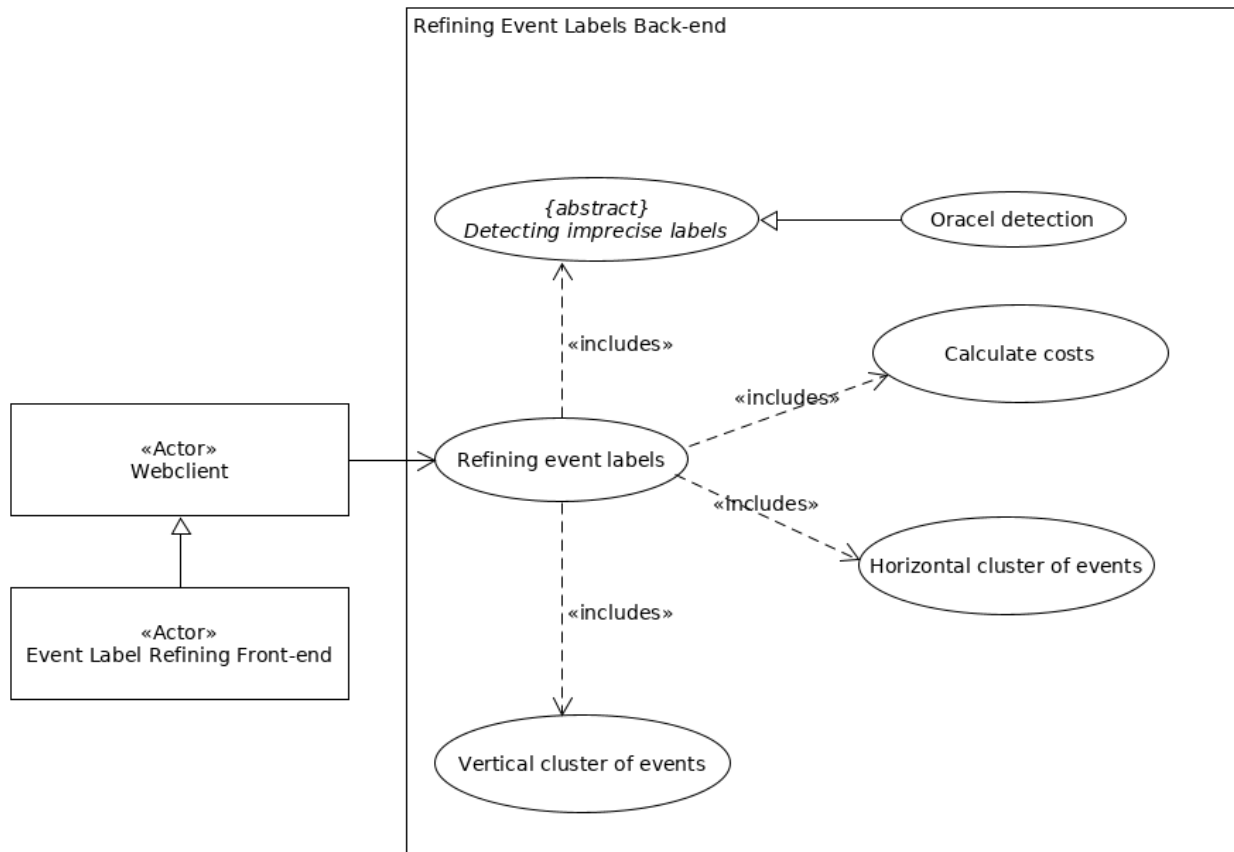 Refining Event Labels Back-end
{abstract}
Detecting imprecise labels
Oracel detection
«includes»
Calculate costs
«includes»
«Actor»
Webclient
Refining event labels
«includes»
Horizontal cluster of events
«Actor»
Event Label Refining Front-end
«includes»
Vertical cluster of events